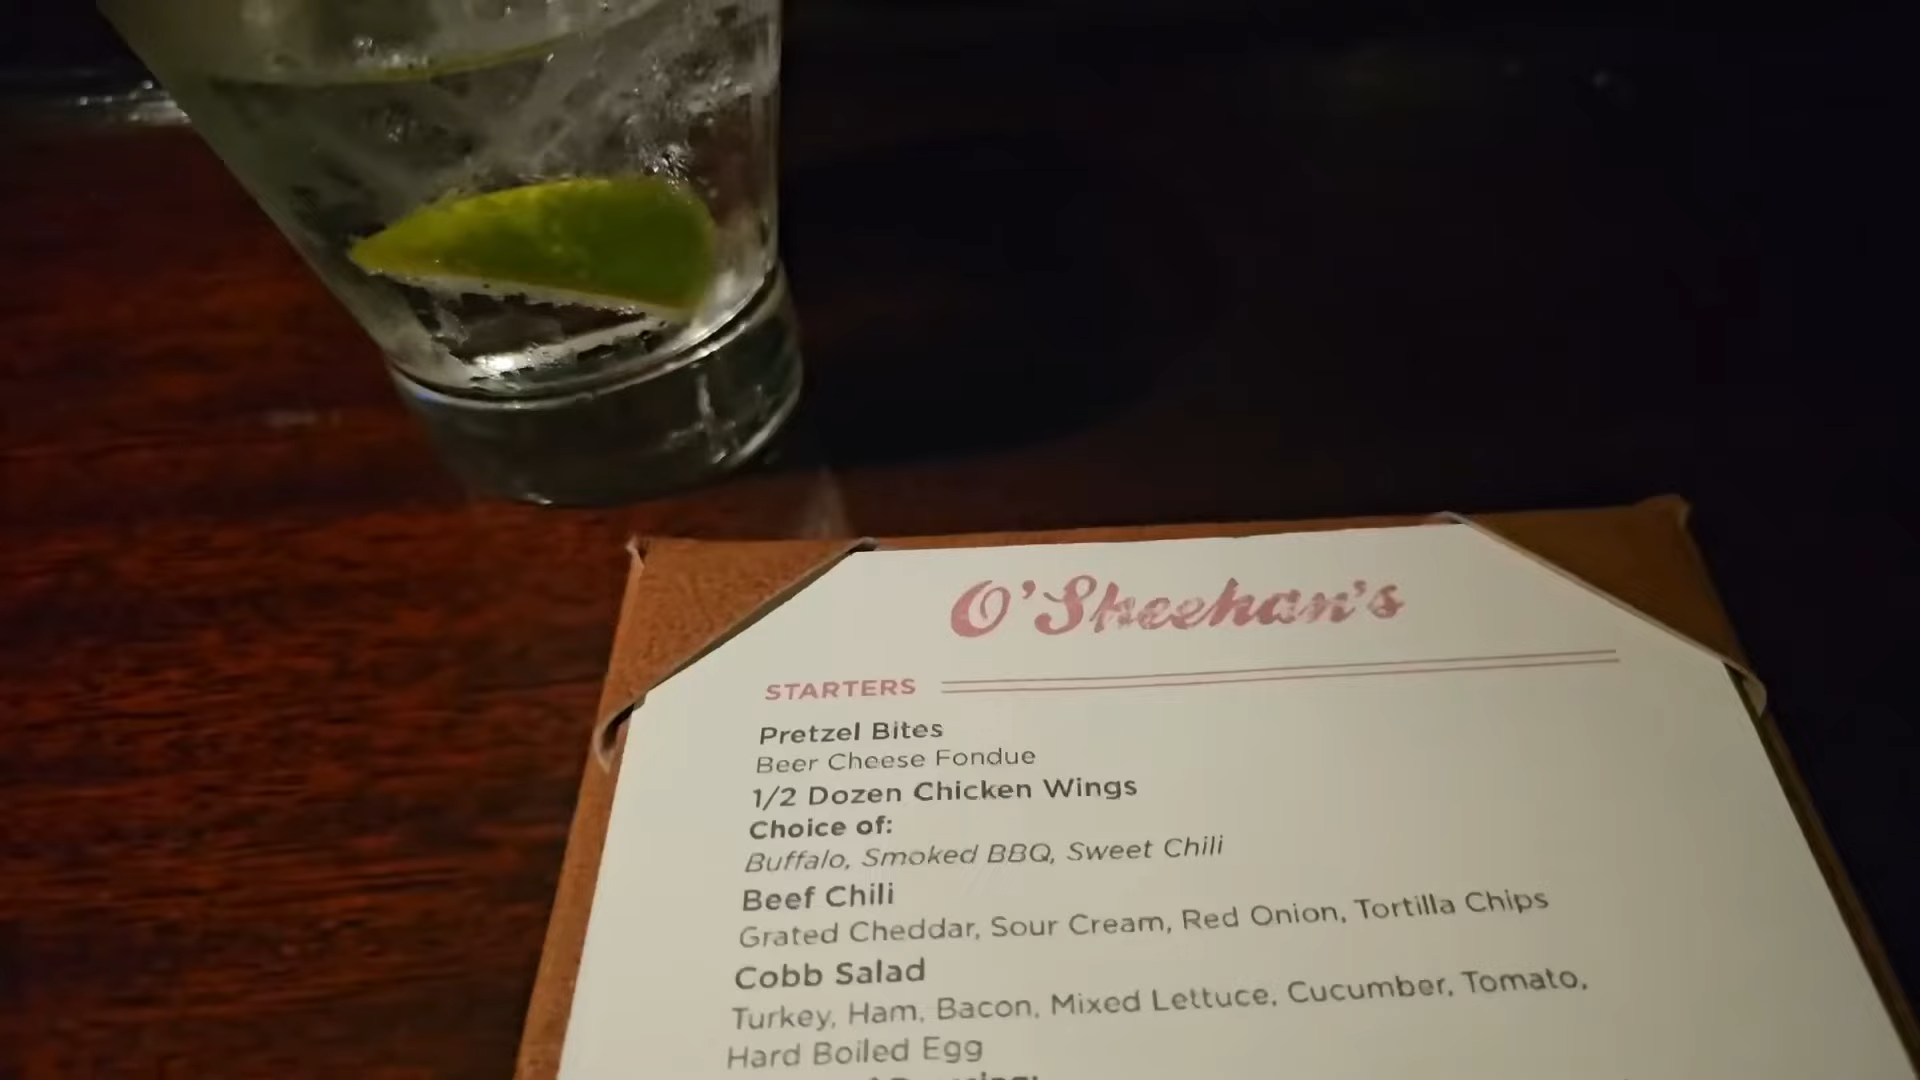 O'Sheehan's
STARTERS
Pretzel Bites
Beer Cheese Fondue
1/2 Dozen Chicken Wings
Choice of:
Buffalo, Smoked BBQ, Sweet Chili
Beef Chili
Grated Cheddar, Sour Cream, Red Onion, Tortilla Chips
Cobb Salad
Turkey, Ham, Bacon, Mixed Lettuce, Cucumber, Tomato,
Hard Boiled Egg